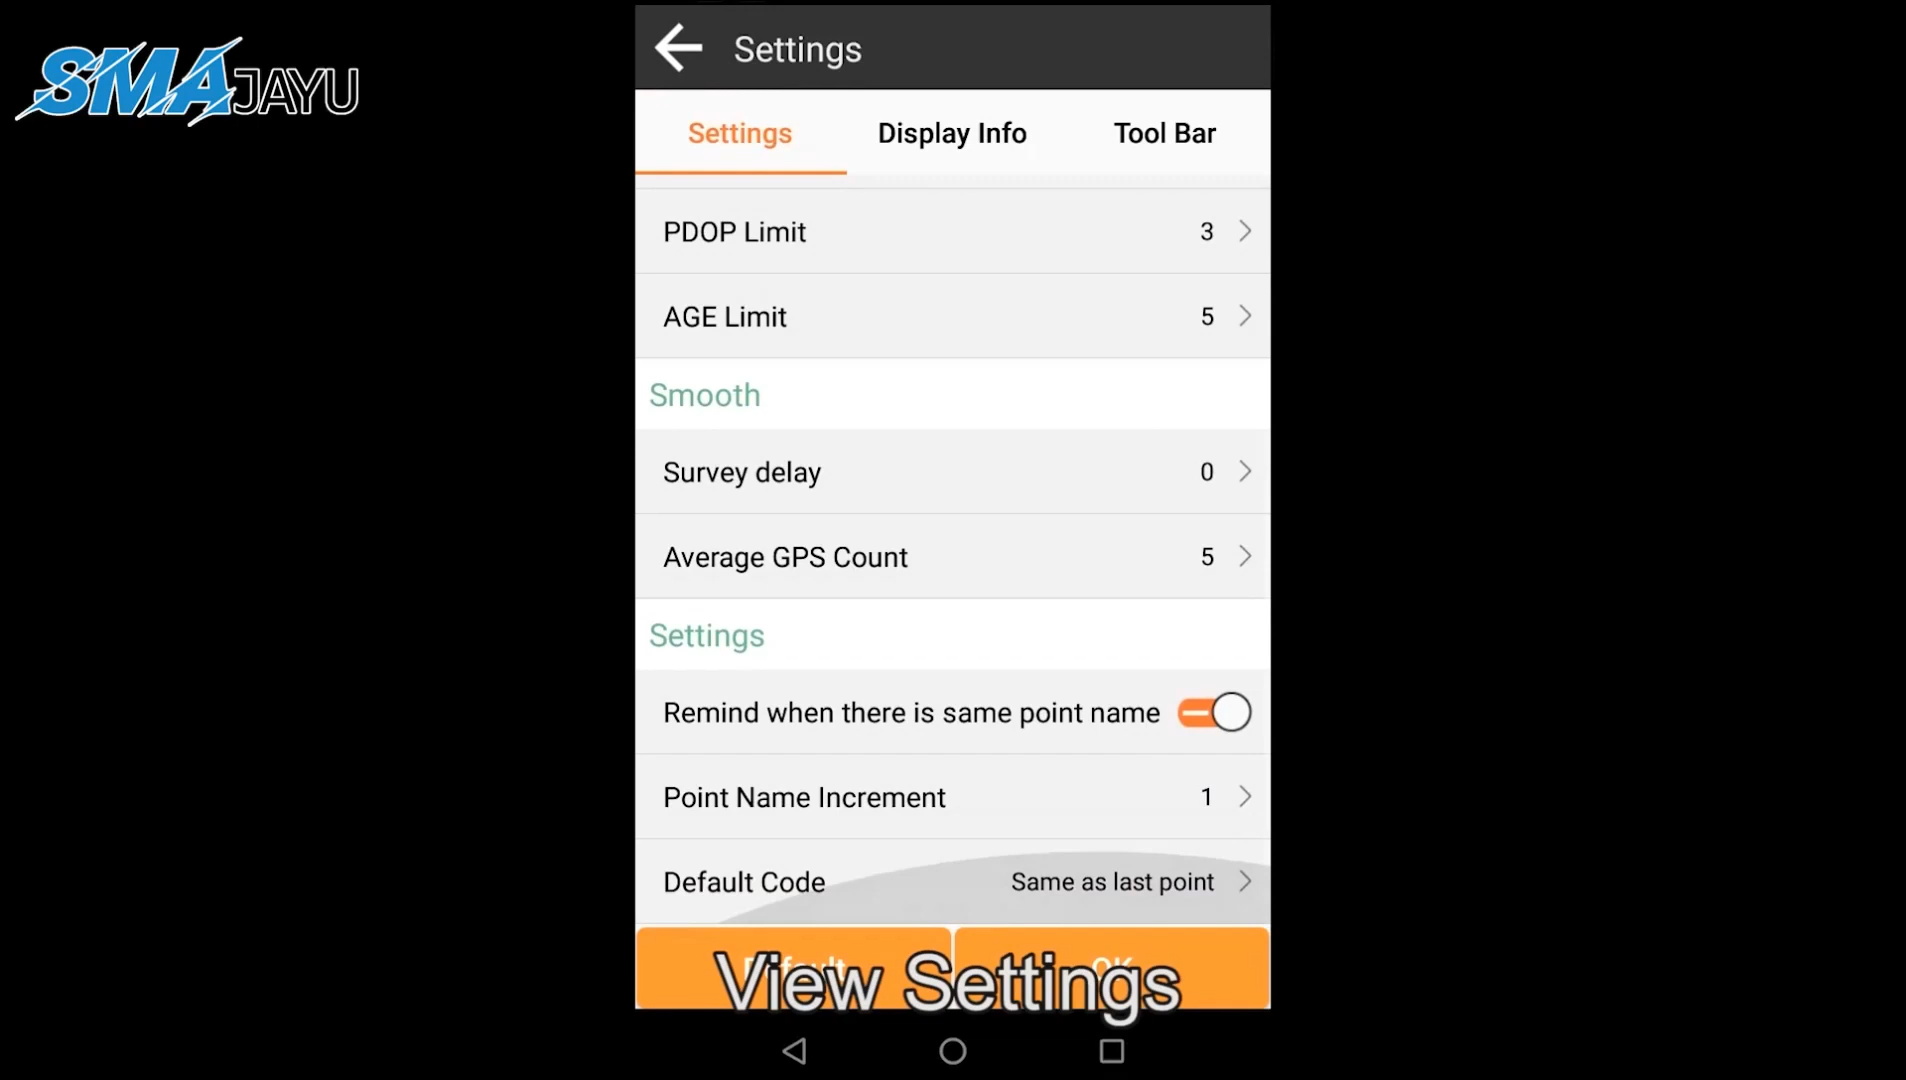 SMAJAYU
Settings
Settings Display Info Tool Bar
PDOP Limit 3
AGE Limit 5
Smooth
Survey delay 0
Average GPS Count 5
Settings
Remind when there is same point name
Point Name Increment 1
Default Code Same as last point
Default OK
View Settings